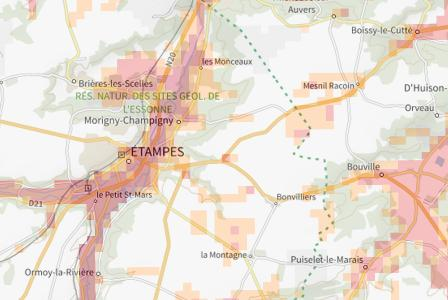 Auvers
Boissy-le-Cutté
N20
les Monceaux
Brières-les-Scellés
Mesnil Racoin
RÉS. NATUR. DES SITES GÉOL. DE
L'ESSONNE
D'Huison-
Orveau
Morigny-Champigny
ÉTAMPES
Bouville
D21
le Petit St-Mars
Bonvilliers
la Montagne
Puiselet-le-Marais
Ormoy-la-Rivière